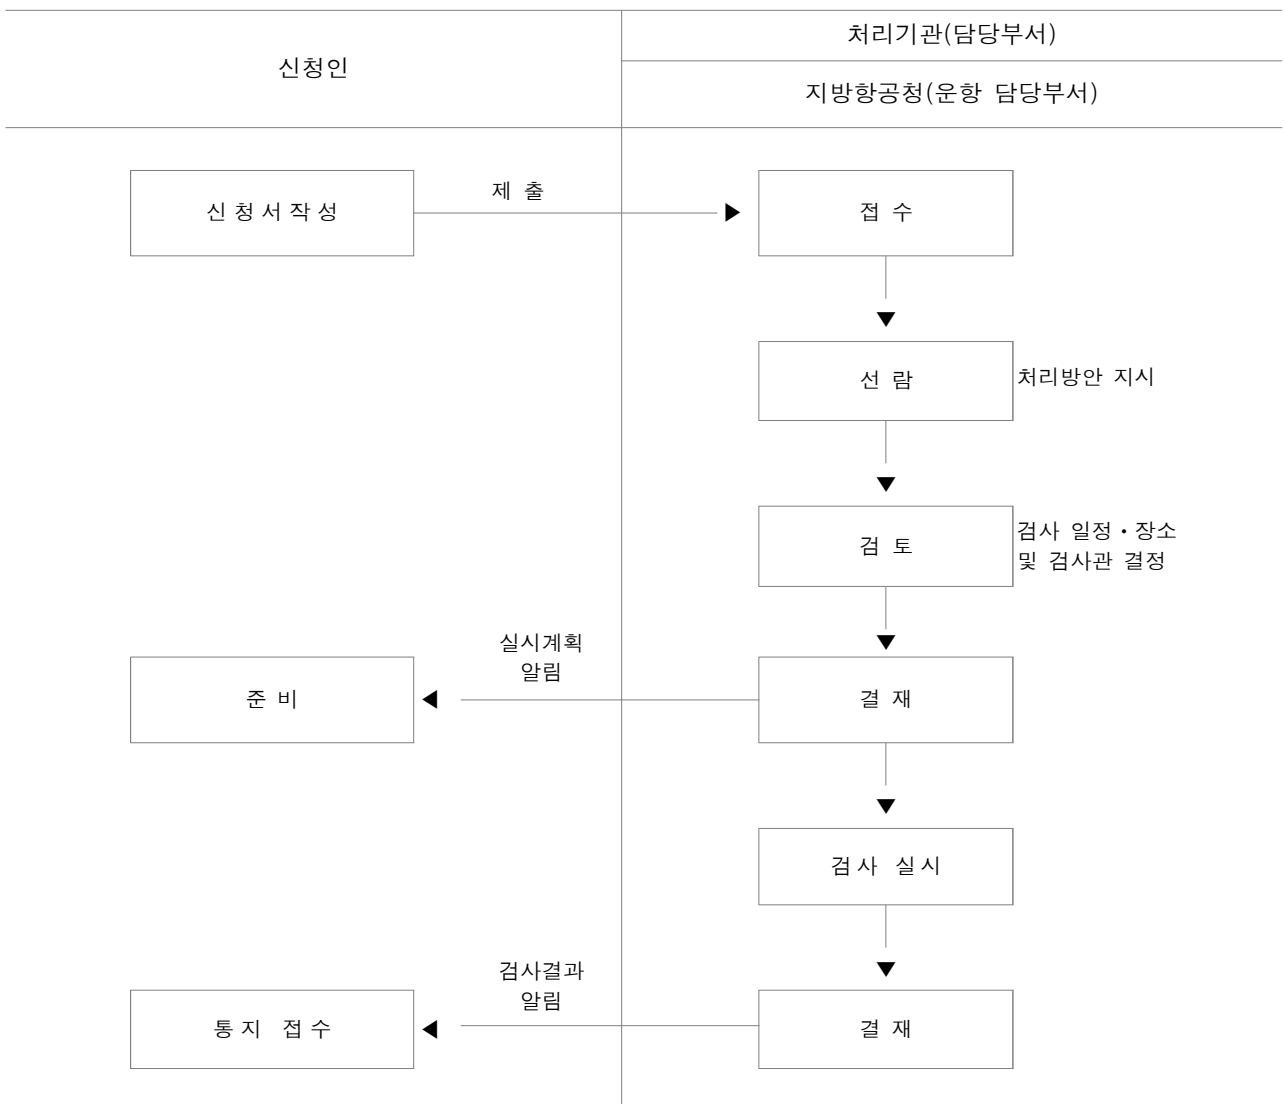 신청인
처리기관(담당부서)
지방항공청(운항 담당부서)
신청서작성
제 출
접 수
선 람
처리방안 지시
검 토
검사 일정・장소
및 검사관 결정
실시계획
알림
준 비
결 재
검사 실시
검사결과
알림
통지 접수
결 재